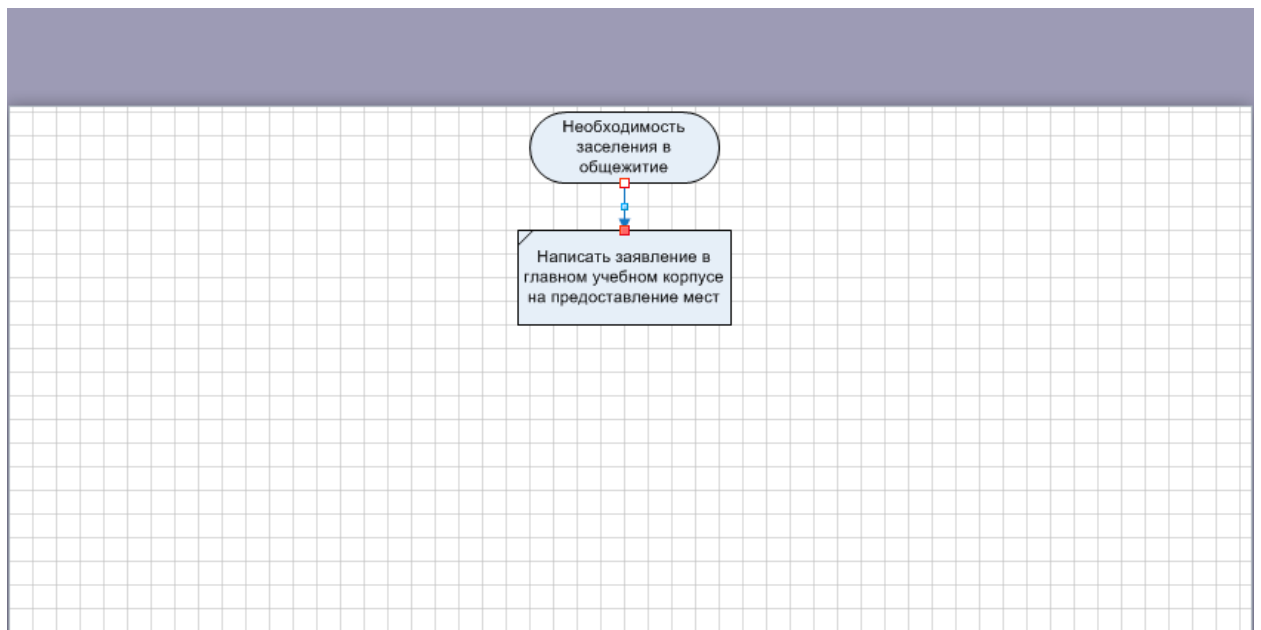 Необходимость
заселения в
общежитие
Написать заявление в
главном учебном корпусе
на предоставление мест